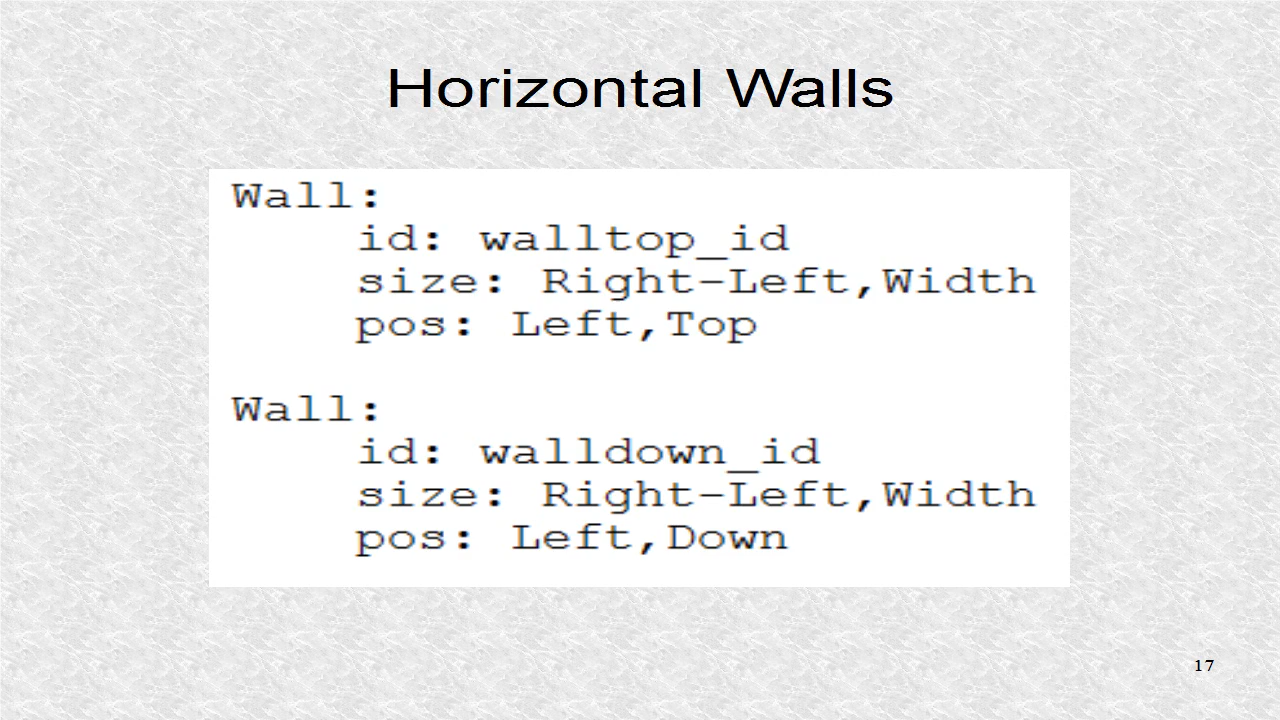 Horizontal Walls
Wall:
id: walltop_id
size: Right-Left,Width
pos: Left,Top
Wall:
id: walldown_id
size: Right-Left,Width
pos: Left,Down
17